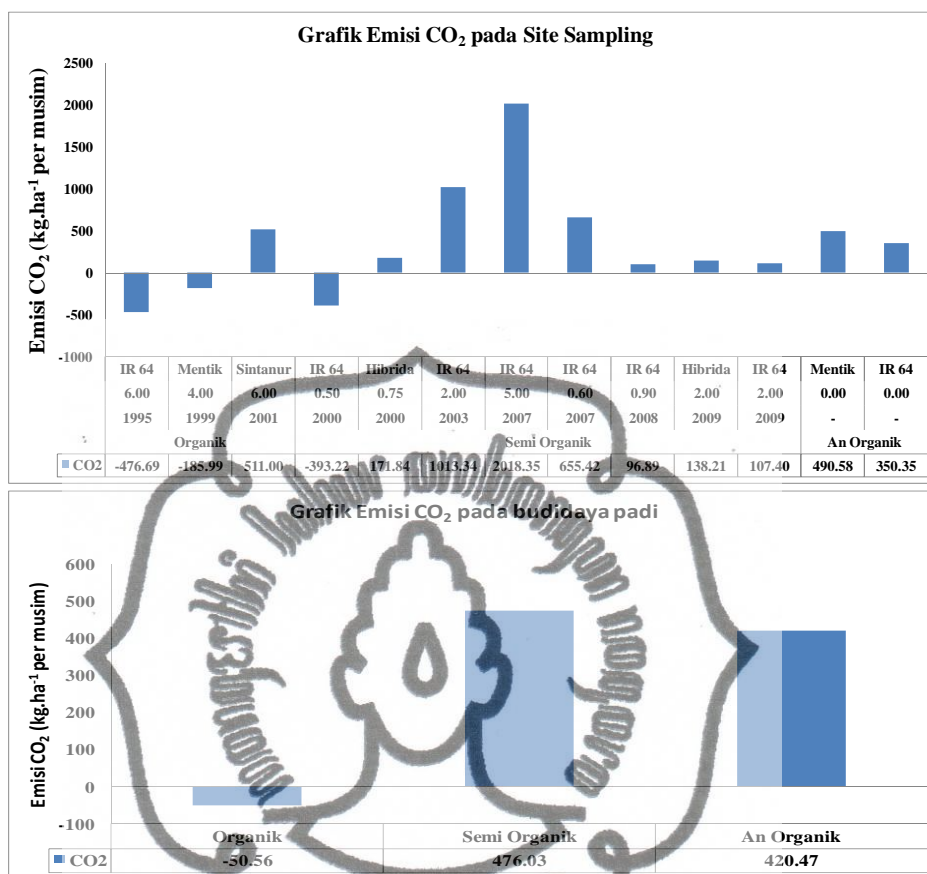 Grafik Emisi CO₂ pada Site Sampling
Emisi CO₂ (kg.ha⁻¹ per musim)
2500
2000
1500
1000
500
0
-500
-1000
IR 64 Mentik Sintanur IR 64 Hibrida IR 64 IR 64 IR 64 IR 64 Hibrida IR 64 Mentik IR 64
6.00 4.00 6.00 0.50 0.75 2.00 5.00 0.60 0.90 2.00 2.00 0.00 0.00
1995 1999 2001 2000 2000 2003 2007 2007 2008 2009 2009 - -
Organik Semi Organik An Organik
CO2 -476.69 -185.99 511.00 -393.22 171.84 1013.34 2018.35 655.42 96.89 138.21 107.40 490.58 350.35
Grafik Emisi CO₂ pada budidaya padi
Emisi CO₂ (kg.ha⁻¹ per musim)
600
500
400
300
200
100
0
-100
Organik Semi Organik An Organik
CO2 -50.56 476.03 420.47